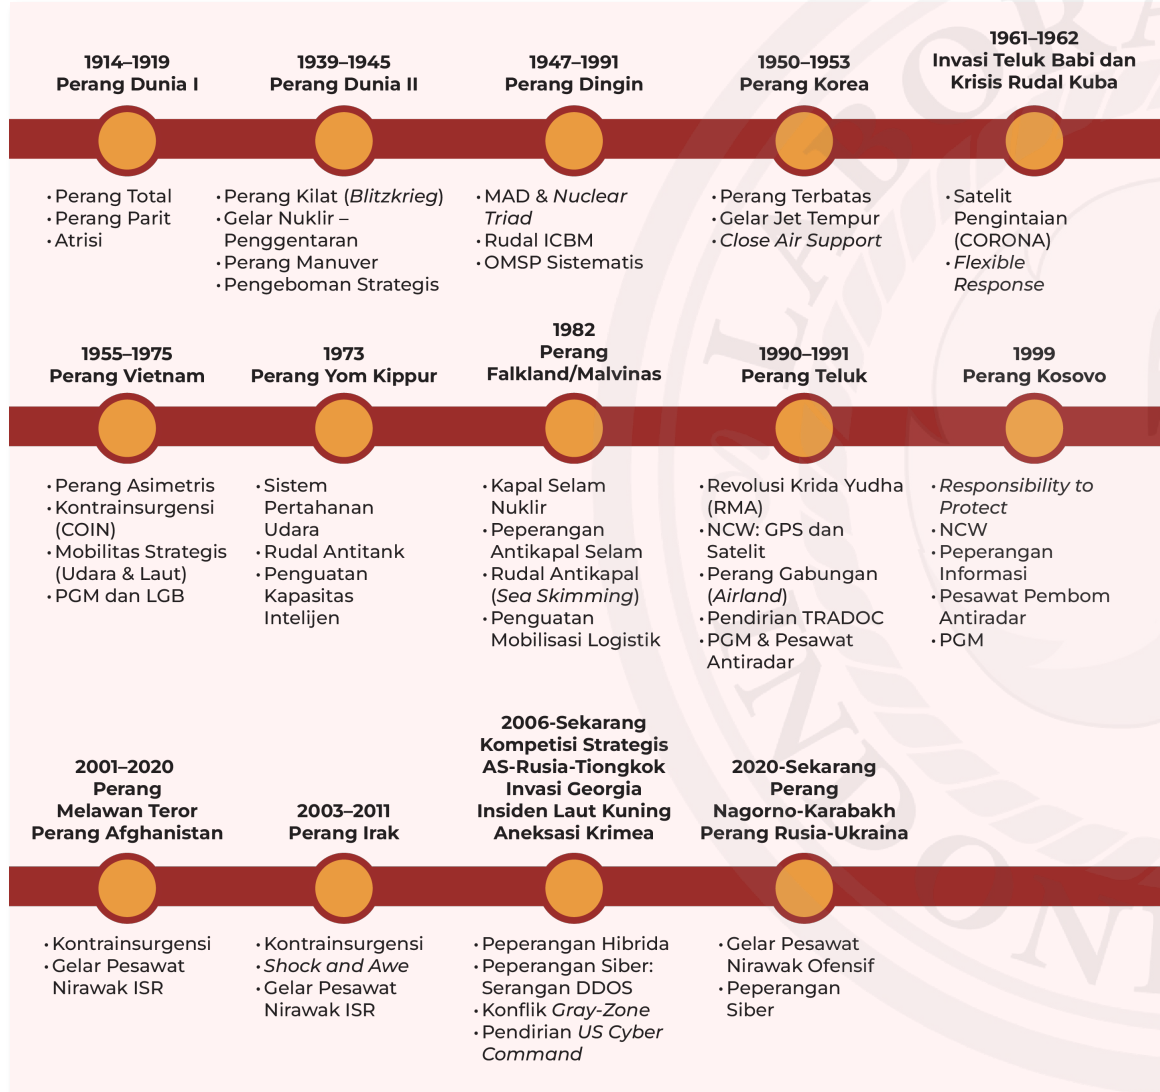 1914–1919
Perang Dunia I
• Perang Total
• Perang Parit
• Atrisi
1939–1945
Perang Dunia II
• Perang Kilat (Blitzkrieg)
• Gelar Nuklir –
Penggentaran
• Perang Manuver
• Pengeboman Strategis
1947–1991
Perang Dingin
• MAD & Nuclear
Triad
• Rudal ICBM
• OMSP Sistematis
1950–1953
Perang Korea
• Perang Terbatas
• Gelar Jet Tempur
• Close Air Support
1961–1962
Invasi Teluk Babi dan
Krisis Rudal Kuba
• Satelit
Pengintaian
(CORONA)
• Flexible
Response
1955–1975
Perang Vietnam
• Perang Asimetris
• Kontrainsurgensi
(COIN)
• Mobilitas Strategis
(Udara & Laut)
• PGM dan LGB
1973
Perang Yom Kippur
• Sistem
Pertahanan
Udara
• Rudal Antitank
• Penguatan
Kapasitas
Intelijen
1982
Perang
Falkland/Malvinas
• Kapal Selam
Nuklir
• Peperangan
Antikapal Selam
• Rudal Antikapal
(Sea Skimming)
• Penguatan
Mobilisasi Logistik
1990–1991
Perang Teluk
• Revolusi Krida Yudha
(RMA)
• NCW: GPS dan
Satelit
• Perang Gabungan
(Airland)
• Pendirian TRADOC
• PGM & Pesawat
Antiradar
1999
Perang Kosovo
• Responsibility to
Protect
• NCW
• Peperangan
Informasi
• Pesawat Pembom
Antiradar
• PGM
2001–2020
Perang
Melawan Teror
Perang Afghanistan
• Kontrainsurgensi
• Gelar Pesawat
Nirawak ISR
2003–2011
Perang Irak
• Kontrainsurgensi
• Shock and Awe
• Gelar Pesawat
Nirawak ISR
2006-Sekarang
Kompetisi Strategis
AS-Rusia-Tiongkok
Invasi Georgia
Insiden Laut Kuning
Aneksasi Krimea
• Peperangan Hibrida
• Peperangan Siber:
Serangan DDOS
• Konflik Gray-Zone
• Pendirian US Cyber
Command
2020-Sekarang
Perang
Nagorno-Karabakh
Perang Rusia-Ukraina
• Gelar Pesawat
Nirawak Ofensif
• Peperangan
Siber